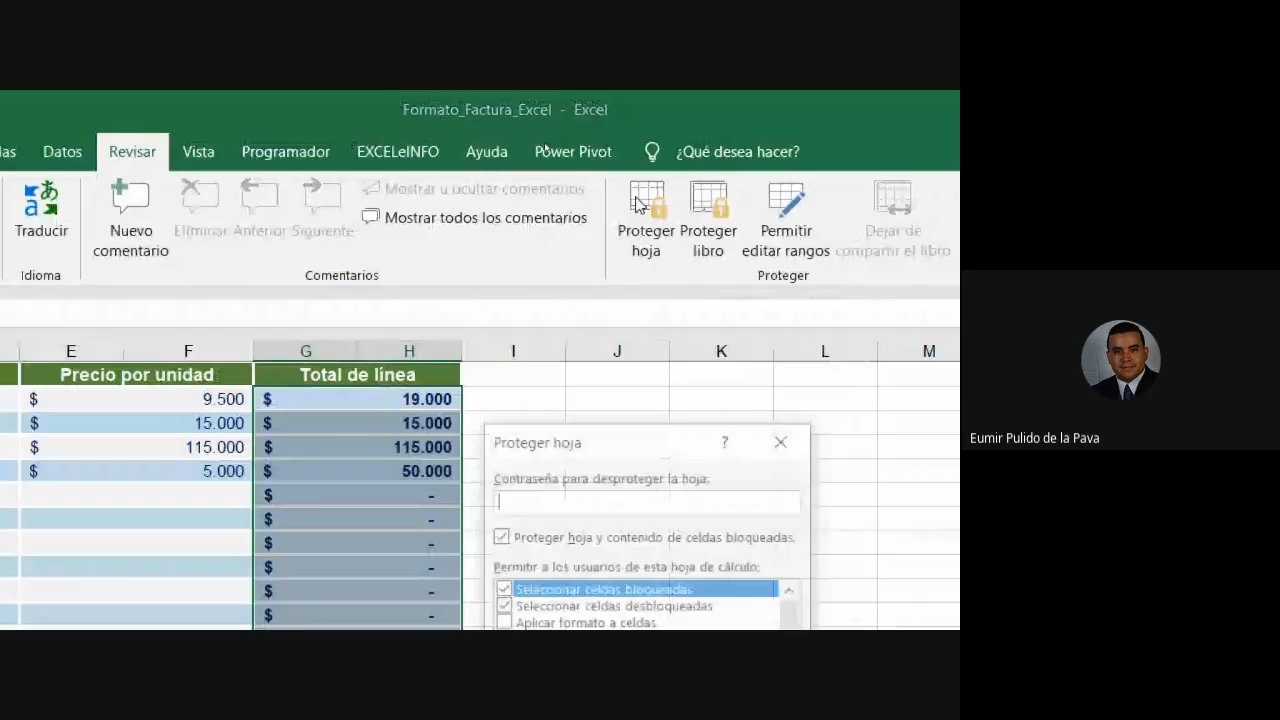 Formato_Factura_Excel - Excel
das Datos Revisar Vista Programador EXCELeINFO Ayuda Power Pivot ¿Qué desea hacer?
Traducir
Nuevo comentario
Eliminar Anterior Siguiente
Mostrar u ocultar comentarios
Mostrar todos los comentarios
Proteger hoja
Proteger libro
Permitir editar rangos
Dejar de compartir el libro
Idioma Comentarios Proteger
E F G H I J K L M
Precio por unidad Total de línea
$ 9.500 $ 19.000
$ 15.000 $ 15.000
$ 115.000 $ 115.000
$ 5.000 $ 50.000
$ -
$ -
$ -
$ -
$ -
$ -
Proteger hoja ?
Contraseña para desproteger la hoja:
Proteger hoja y contenido de celdas bloqueadas.
Permitir a los usuarios de esta hoja de cálculo:
Seleccionar celdas bloqueadas
Seleccionar celdas desbloqueadas
Aplicar formato a celdas
Eumir Pulido de la Pava